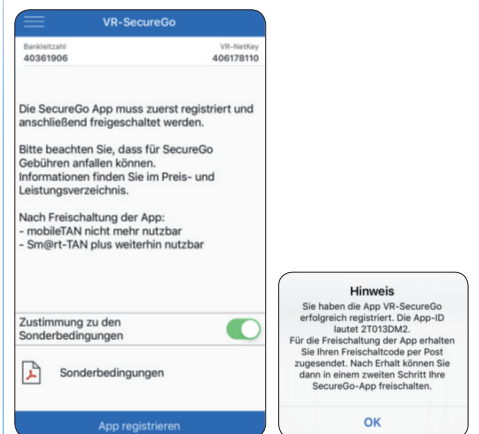 VR-SecureGo
Bankleitzahl VR-NetKey
40361906 406178110
Die SecureGo App muss zuerst registriert und
anschließend freigeschaltet werden.
Bitte beachten Sie, dass für SecureGo
Gebühren anfallen können.
Informationen finden Sie im Preis- und
Leistungsverzeichnis.
Nach Freischaltung der App:
- mobileTAN nicht mehr nutzbar
- Sm@rt-TAN plus weiterhin nutzbar
Zustimmung zu den
Sonderbedingungen
Sonderbedingungen
App registrieren
Hinweis
Sie haben die App VR-SecureGo
erfolgreich registriert. Die App-ID
lautet 2T013DM2.
Für die Freischaltung der App erhalten
Sie Ihren Freischaltcode per Post
zugesendet. Nach Erhalt können Sie
dann in einem zweiten Schritt Ihre
SecureGo-App freischalten.
OK